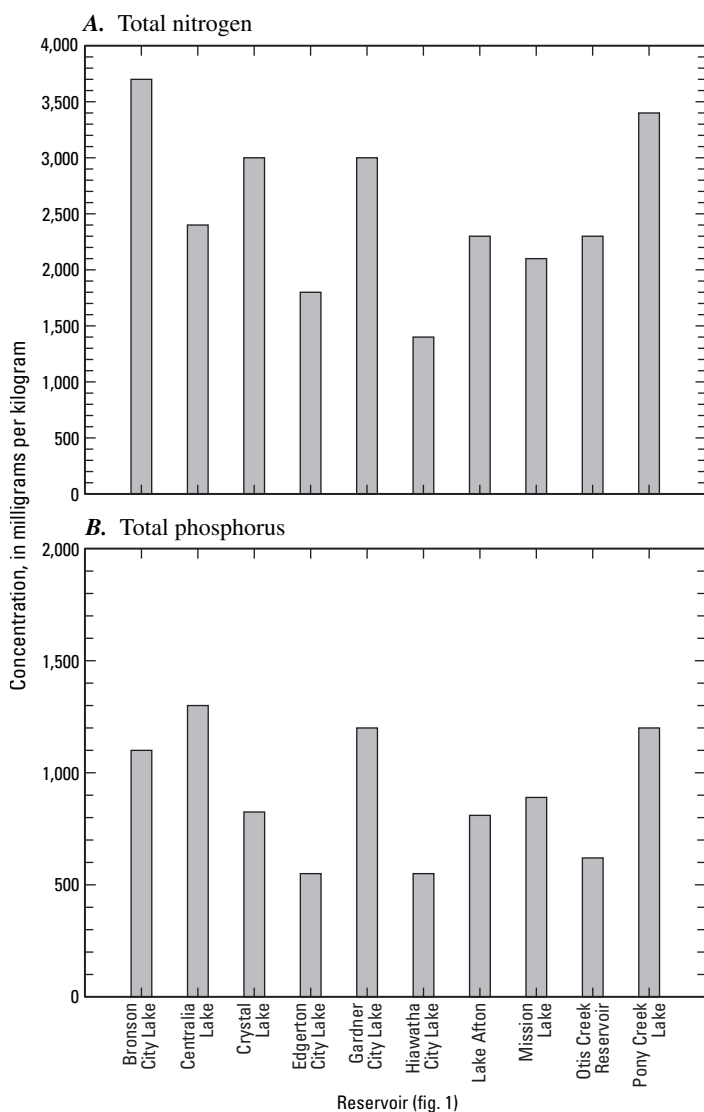 A. Total nitrogen
4,000
3,500
3,000
2,500
2,000
1,500
1,000
500
0
Concentration, in milligrams per kilogram
B. Total phosphorus
2,000
1,500
1,000
500
0
Bronson
City Lake
Centralia
Lake
Crystal
Lake
Edgerton
City Lake
Gardner
City Lake
Hiawatha
City Lake
Lake Afton
Mission
Lake
Otis Creek
Reservoir
Pony Creek
Lake
Reservoir (fig. 1)